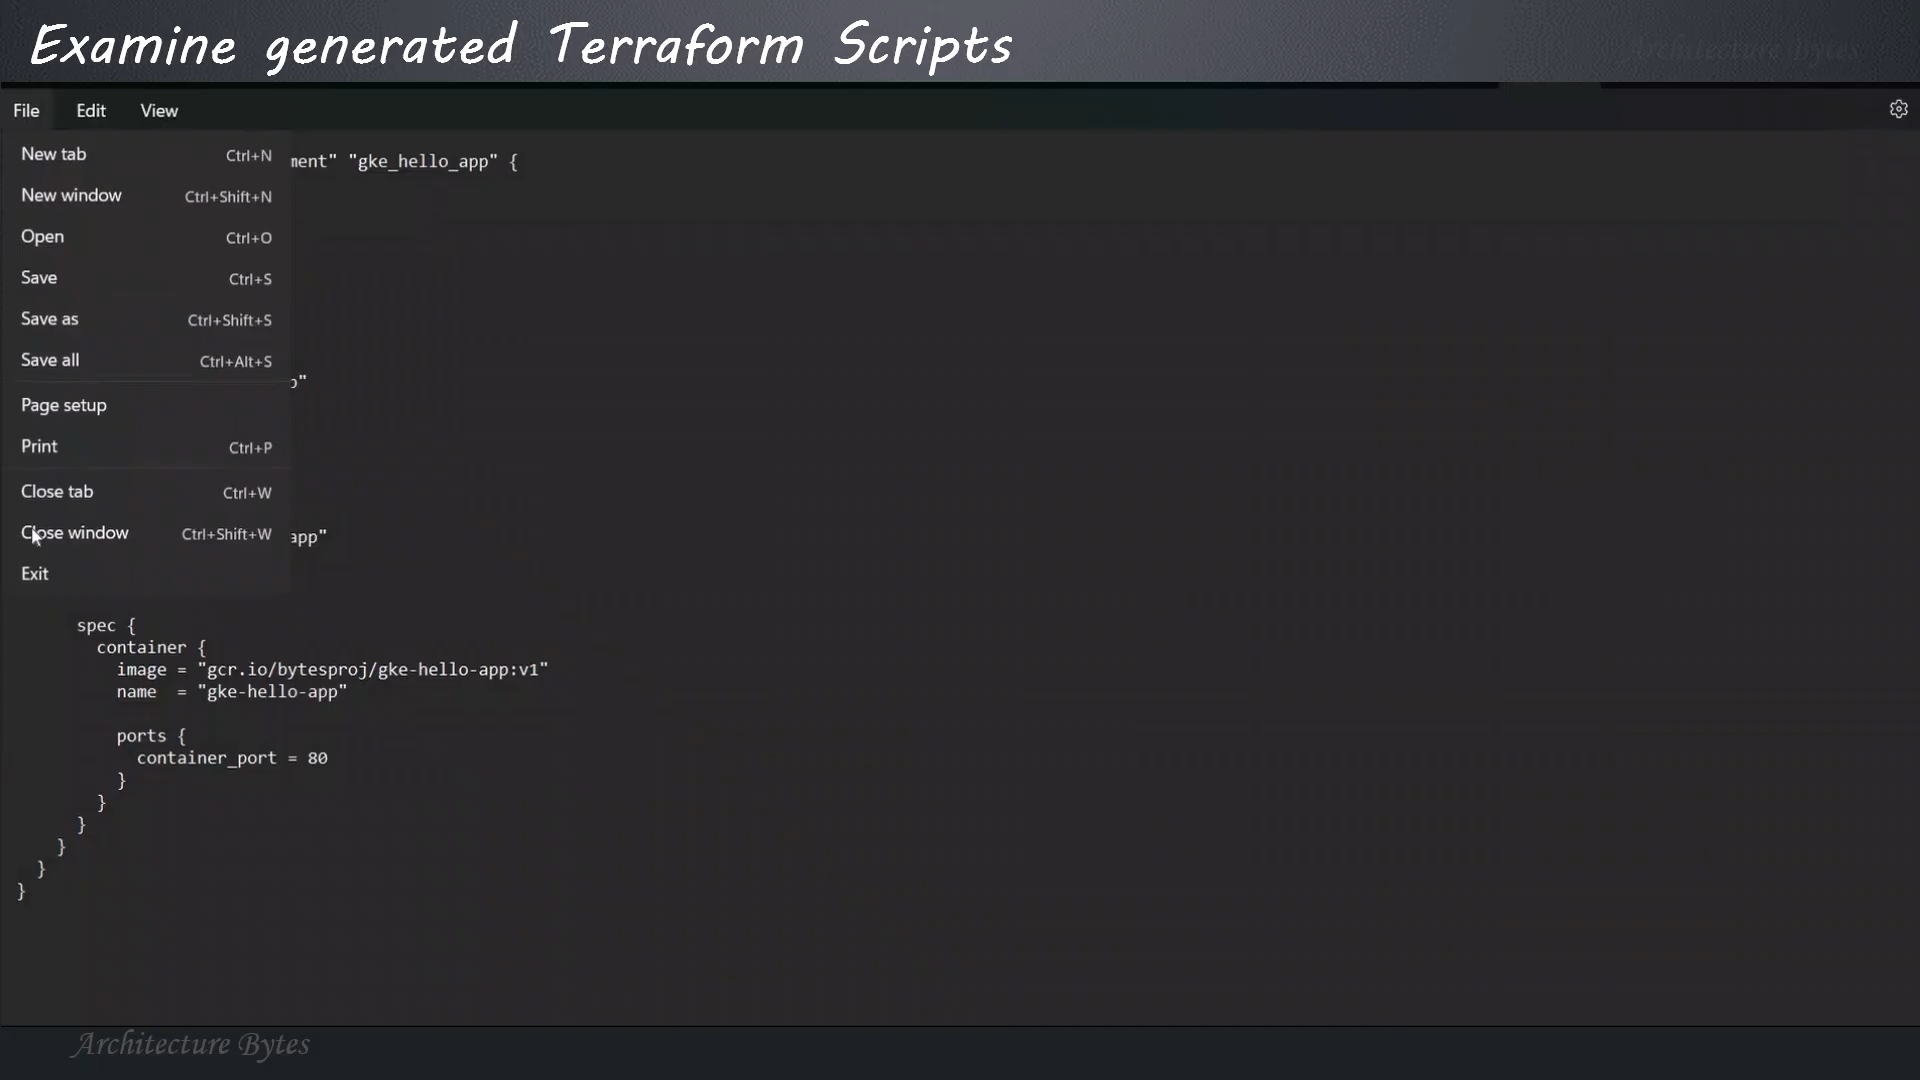 Examine generated Terraform Scripts
Architecture Bytes
File Edit View
New tab Ctrl+N
ment" "gke_hello_app" {
New window Ctrl+Shift+N
Open Ctrl+O
Save Ctrl+S
Save as Ctrl+Shift+S
Save all Ctrl+Alt+S
p"
Page setup
Print Ctrl+P
Close tab Ctrl+W
Close window Ctrl+Shift+W
app"
Exit
spec {
container {
image = "gcr.io/bytesproj/gke-hello-app:v1"
name = "gke-hello-app"
ports {
container_port = 80
}
}
}
}
}
}
Architecture Bytes